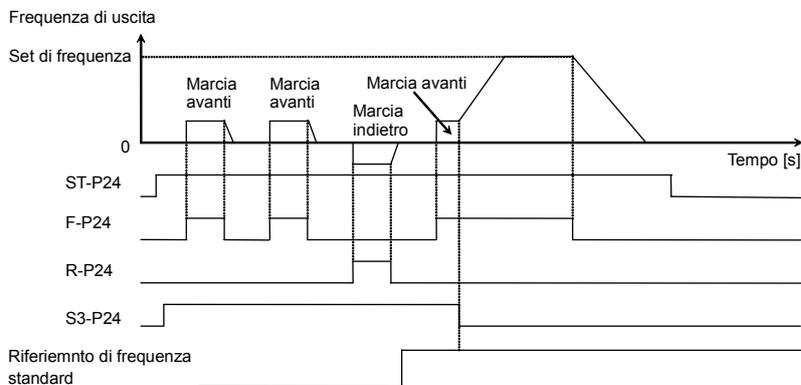 Frequenza di uscita
Set di frequenza
Marcia
avanti
Marcia
avanti
Marcia
indietro
Marcia avanti
0
Tempo [s]
ST-P24
F-P24
R-P24
S3-P24
Riferiemnto di frequenza
standard